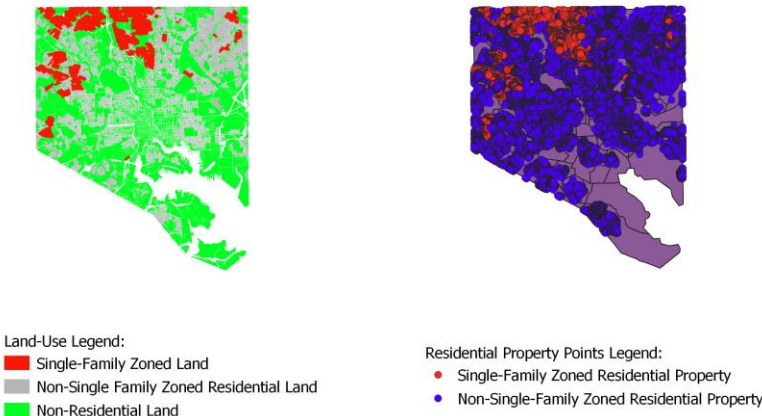 Land-Use Legend:
Single-Family Zoned Land
Non-Single Family Zoned Residential Land
Non-Residential Land
Residential Property Points Legend:
Single-Family Zoned Residential Property
Non-Single-Family Zoned Residential Property